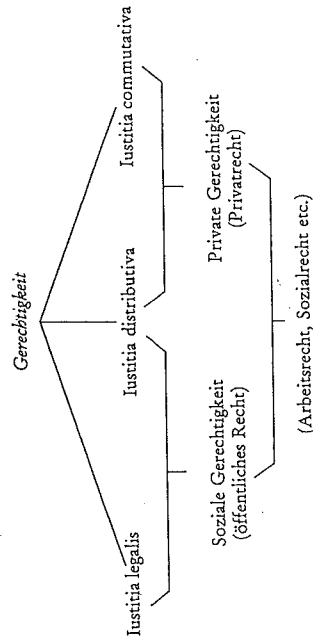 Gerechtigkeit
Iustitia legalis
Iustitia distributiva
Iustitia commutativa
Soziale Gerechtigkeit
(öffentliches Recht)
Private Gerechtigkeit
(Privatrecht)
(Arbeitsrecht, Sozialrecht etc.)